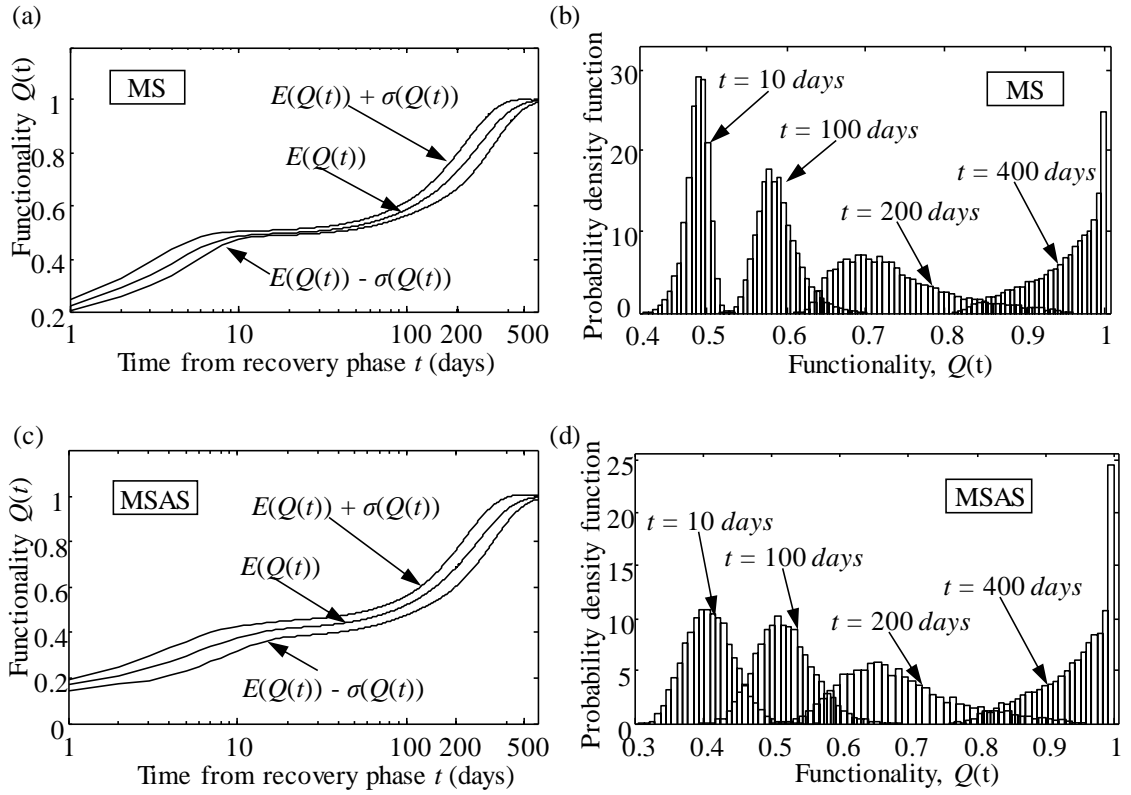 (a)
Functionality Q(t)
1
0.8
0.6
0.4
0.2
MS
E(Q(t)) + σ(Q(t))
E(Q(t))
E(Q(t)) - σ(Q(t))
1 10 100 200 500
Time from recovery phase t (days)
(b)
Probability density function
30
20
10
0
MS
t = 10 days
t = 100 days
t = 200 days
t = 400 days
0.4 0.5 0.6 0.7 0.8 0.9 1
Functionality, Q(t)
(c)
Functionality Q(t)
1
0.8
0.6
0.4
0.2
0
MSAS
E(Q(t)) + σ(Q(t))
E(Q(t))
E(Q(t)) - σ(Q(t))
1 10 100 200 500
Time from recovery phase t (days)
(d)
Probability density function
25
20
15
10
5
0
MSAS
t = 10 days
t = 100 days
t = 200 days
t = 400 days
0.3 0.4 0.5 0.6 0.7 0.8 0.9 1
Functionality, Q(t)